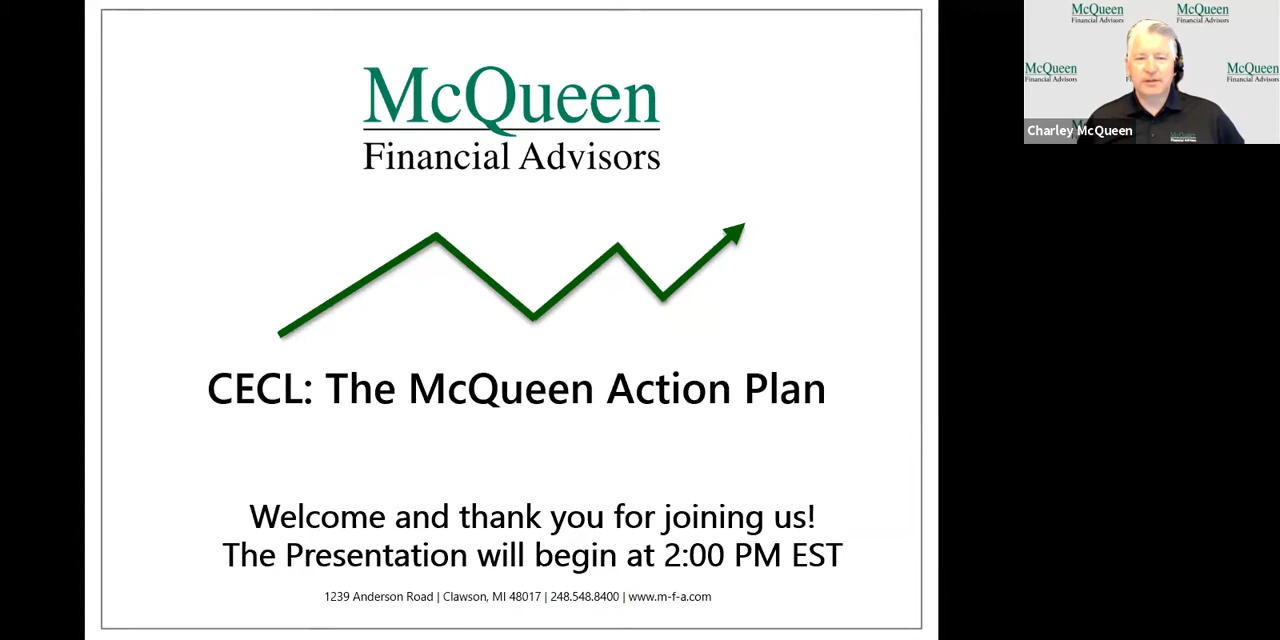 McQueen
Financial Advisors
CECL: The McQueen Action Plan
Welcome and thank you for joining us!
The Presentation will begin at 2:00 PM EST
1239 Anderson Road | Clawson, MI 48017 | 248.548.8400 | www.m-f-a.com
McQueen
Financial Advisors
McQueen
Financial Advisors
McQueen
Financial Advisors
McQueen
Financial Advisors
Charley McQueen